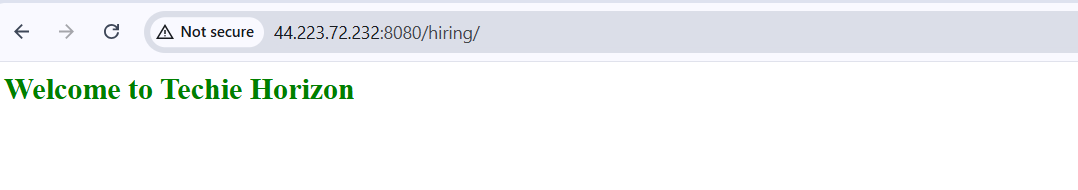 Not secure 44.223.72.232:8080/hiring/
Welcome to Techie Horizon